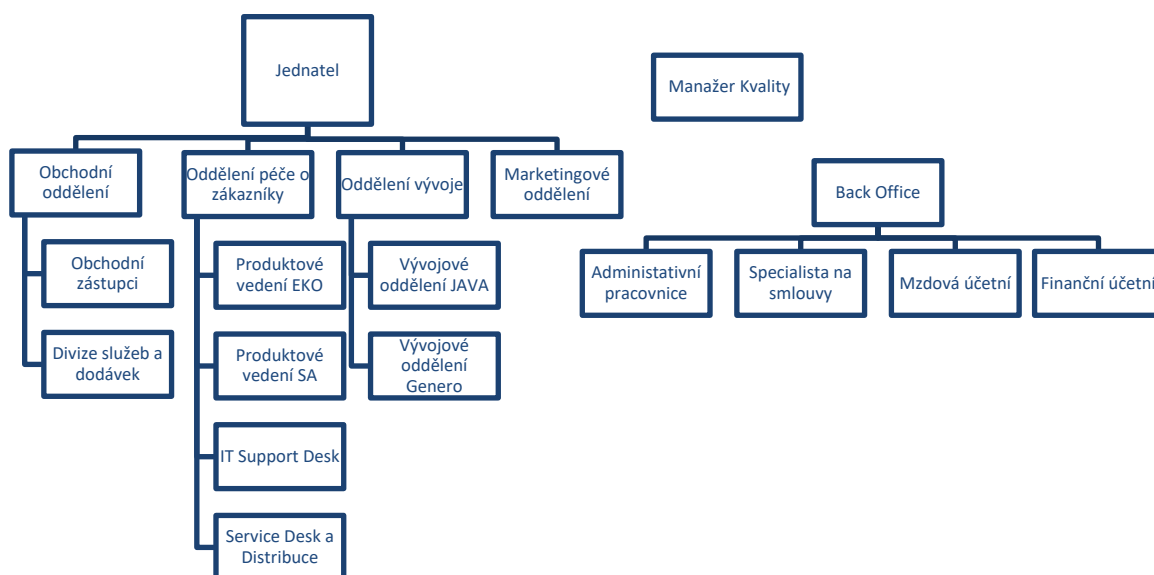 Jednatel
Manažer Kvality
Obchodní
oddělení
Oddělení péče o
zákazníky
Oddělení vývoje
Marketingové
oddělení
Back Office
Obchodní
zástupci
Produktové
vedení EKO
Vývojové
oddělení JAVA
Administativní
pracovnice
Specialista na
smlouvy
Mzdová účetní
Finanční účetní
Divize služeb a
dodávek
Produktové
vedení SA
Vývojové
oddělení
Genero
IT Support Desk
Service Desk a
Distribuce